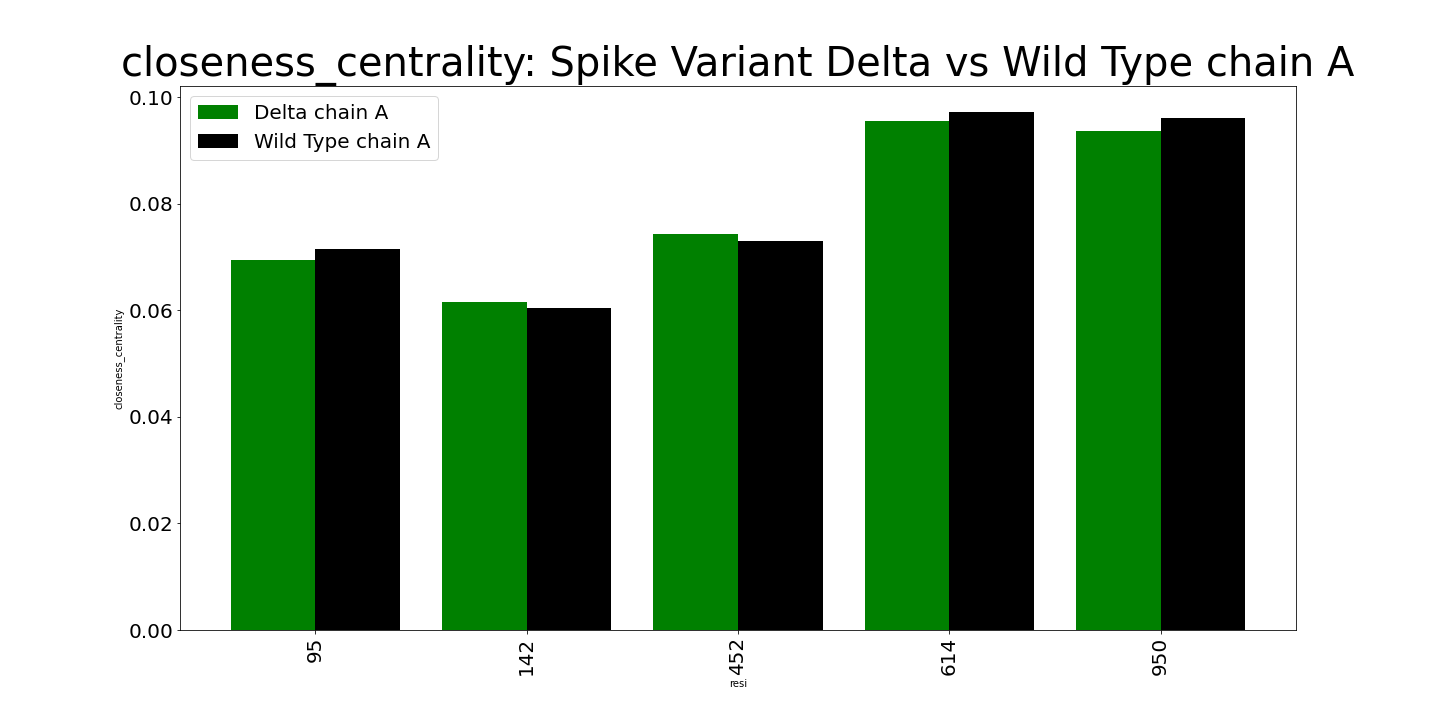 closeness_centrality: Spike Variant Delta vs Wild Type chain A
Delta chain A
Wild Type chain A
0.10
0.08
0.06
0.04
0.02
0.00
closeness_centrality
95
142
452
614
950
resi